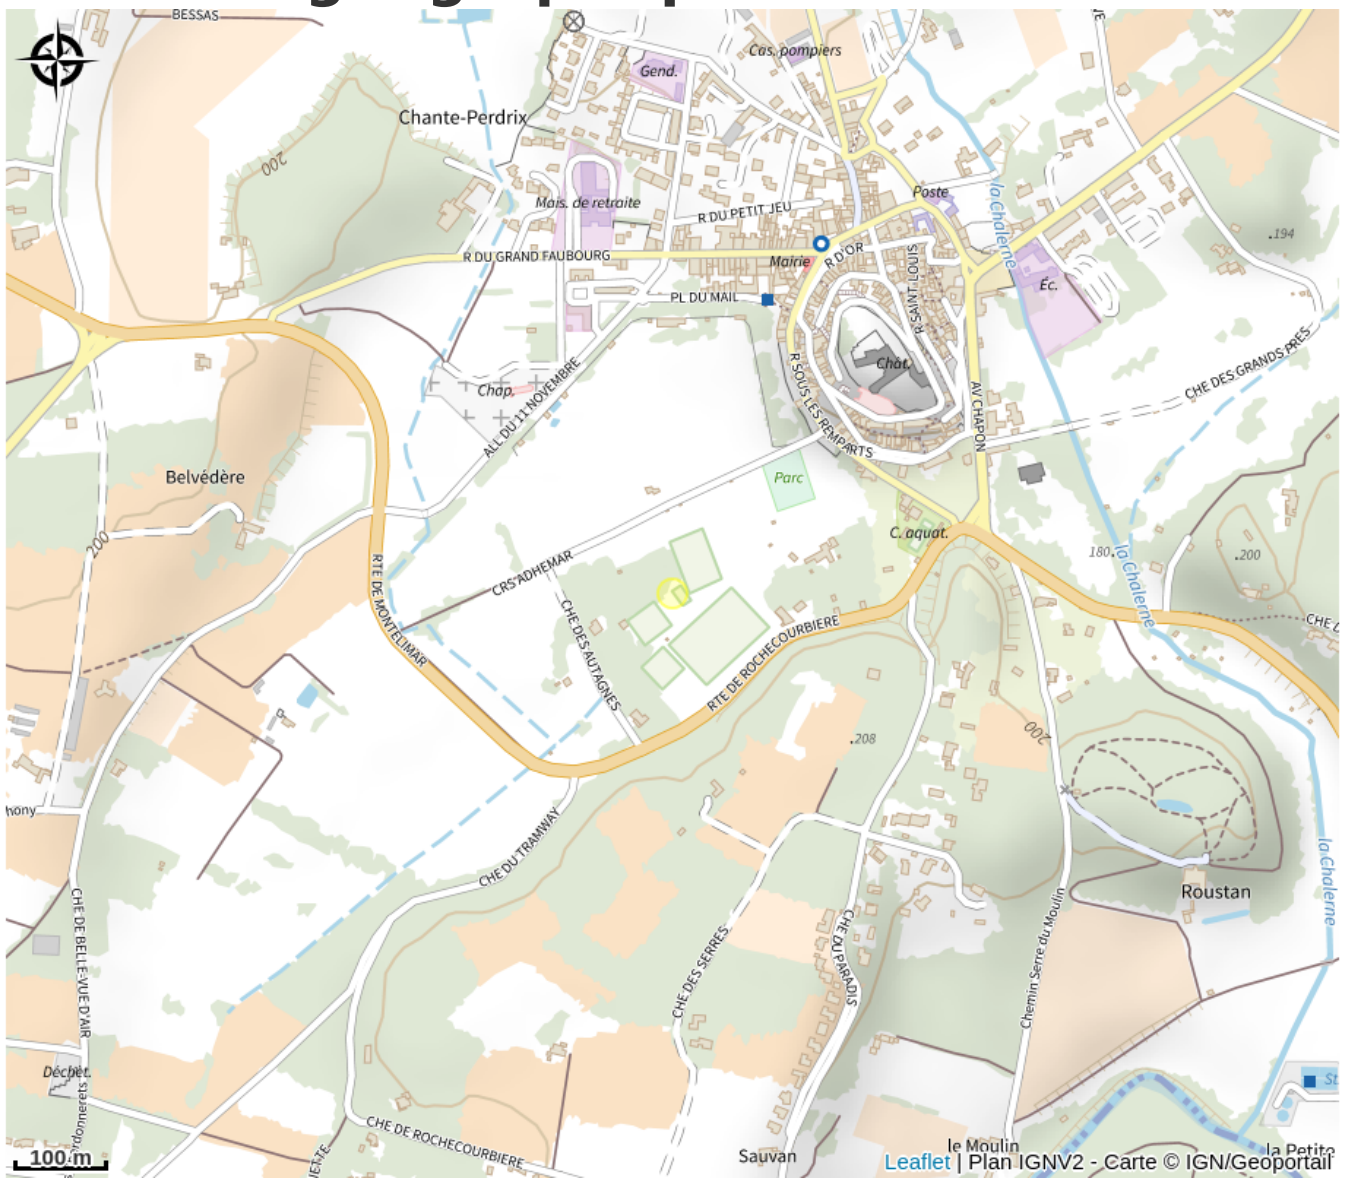 BESSAS
Cas. pompiers
Gend.
Chante-Perdrix
200
Poste
Mais. de retraite
R DU PETIT JEU
la Chalerne
.194
R DU GRAND FAUBOURG
Mairie
R D'OR
R SAINT LOUIS
Éc.
PL DU MAIL
CHE DES GRANDS PRES
Chât.
Chap.
ALL DU 11 NOVEMBRE
R SOUS LES REMPARTS
AV CHAPON
Belvédère
Parc
200
C. aquat.
180
la Chalerne
.200
CRS ADHEMAR
RTE DE MONTELIMAR
CHE DES AUTAGNES
RTE DE ROCHECOURBIERE
.208
200
hony
CHE DU TRAMWAY
la Chalerne
Roustan
CHE DE BELLE-VUE D'AIR
CHE DES SERRES
CHE DU PARADIS
Chemin Serre du Moulin
Déchet.
St
CHE DE ROCHECOURBIERE
100 m
Sauvan
le Moulin
la Petite
Leaflet | Plan IGNV2 - Carte © IGN/Geoportail